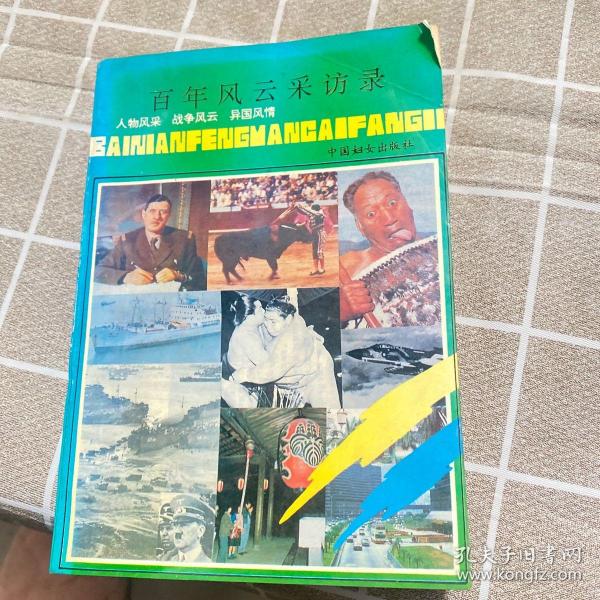 百年风云采访录
人物风采 战争风云 异国风情
BAINIANFENGYUNCAIFANGLU
中国妇女出版社
孔夫子旧书网
www.kongfz.com